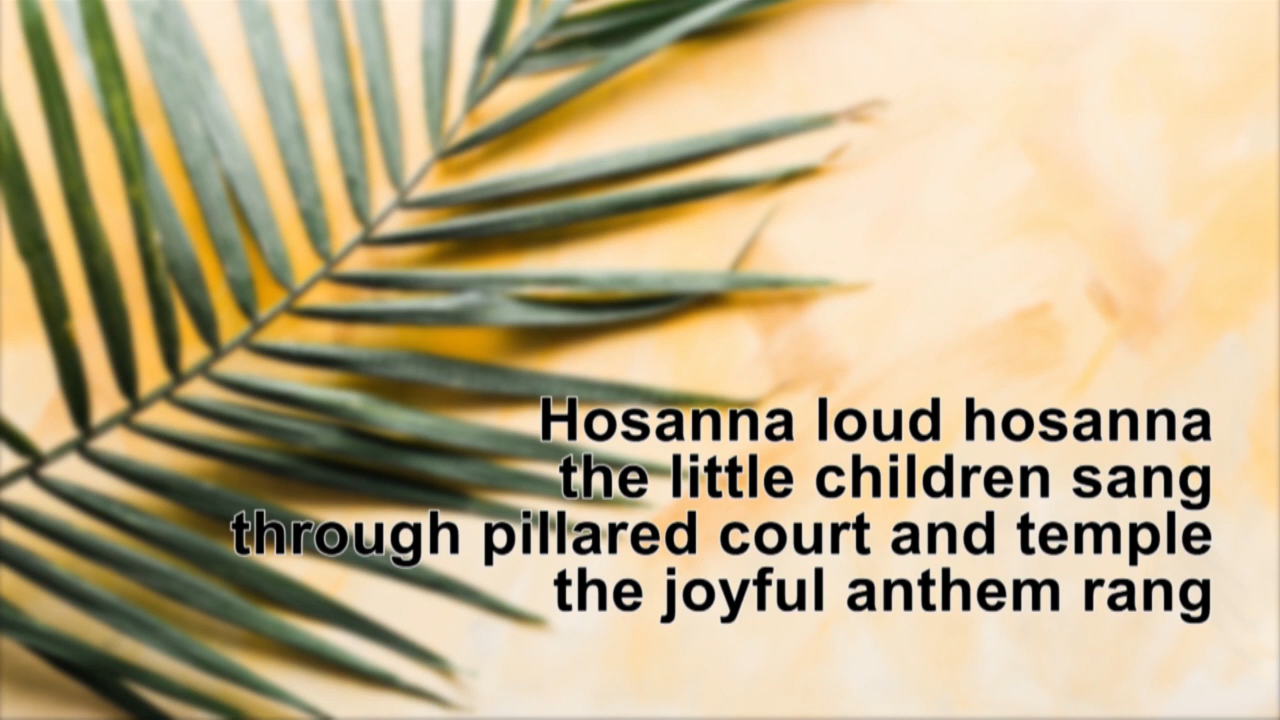 Hosanna loud hosanna
the little children sang
through pillared court and temple
the joyful anthem rang